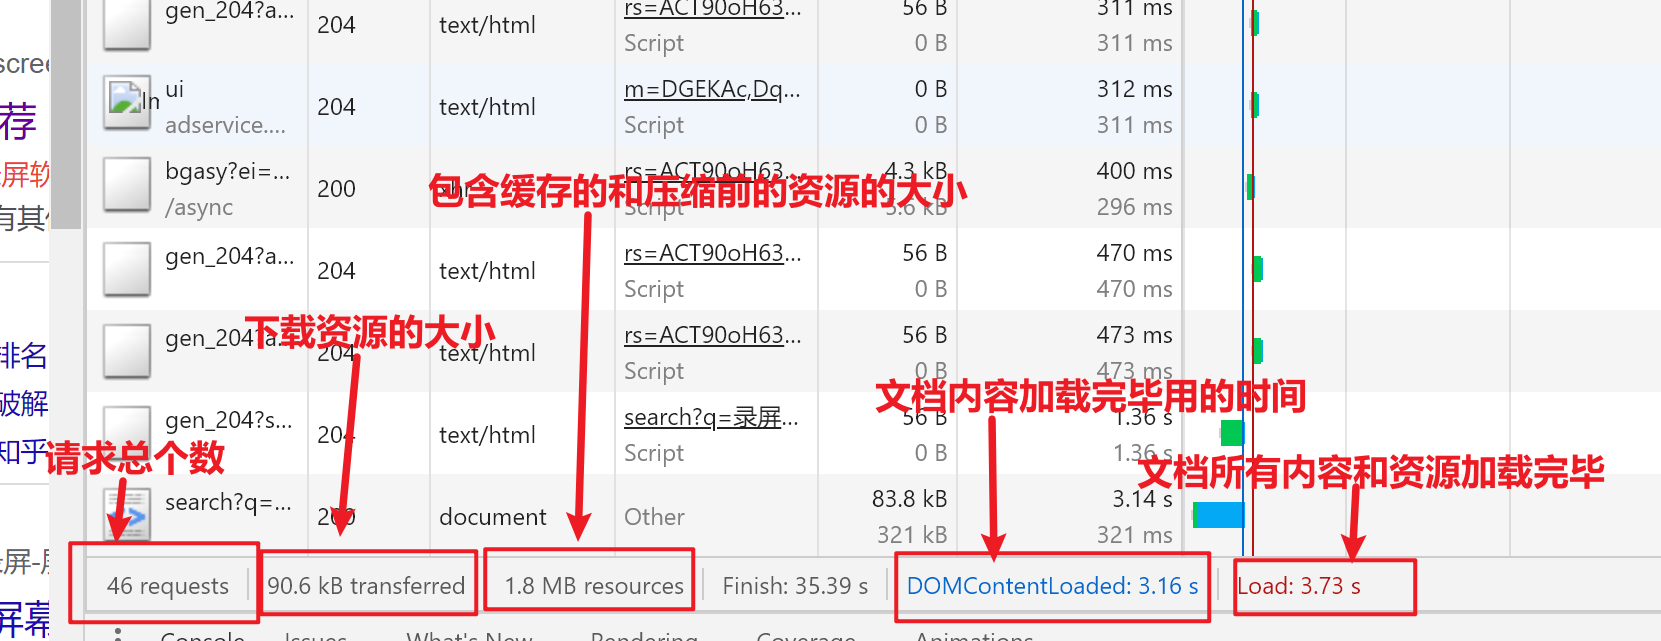 gen_204?a...
204
text/html
rs=ACT90oH63...
Script
56 B
0 B
311 ms
311 ms
scree
ui
adservice....
204
text/html
m=DGEKAc,Dq...
Script
0 B
0 B
312 ms
311 ms
荐
屏软
bgasy?ei=...
/async
200
xhr
rs=ACT90oH63...
Script
4.3 kB
5.6 kB
400 ms
296 ms
包含缓存的和压缩前的资源的大小
有其
gen_204?a...
204
text/html
rs=ACT90oH63...
Script
56 B
0 B
470 ms
470 ms
下载资源的大小
排名
gen_204?a...
204
text/html
rs=ACT90oH63...
Script
56 B
0 B
473 ms
473 ms
文档内容加载完毕用的时间
破解
知乎
gen_204?s...
204
text/html
search?q=录屏...
Script
56 B
0 B
1.36 s
1.36 s
请求总个数
文档所有内容和资源加载完毕
search?q=...
200
document
Other
83.8 kB
321 kB
3.14 s
321 ms
屏幕
46 requests
90.6 kB transferred
1.8 MB resources
Finish: 35.39 s
DOMContentLoaded: 3.16 s
Load: 3.73 s
Console
Issues
What's New
Rendering
Coverage
Animations